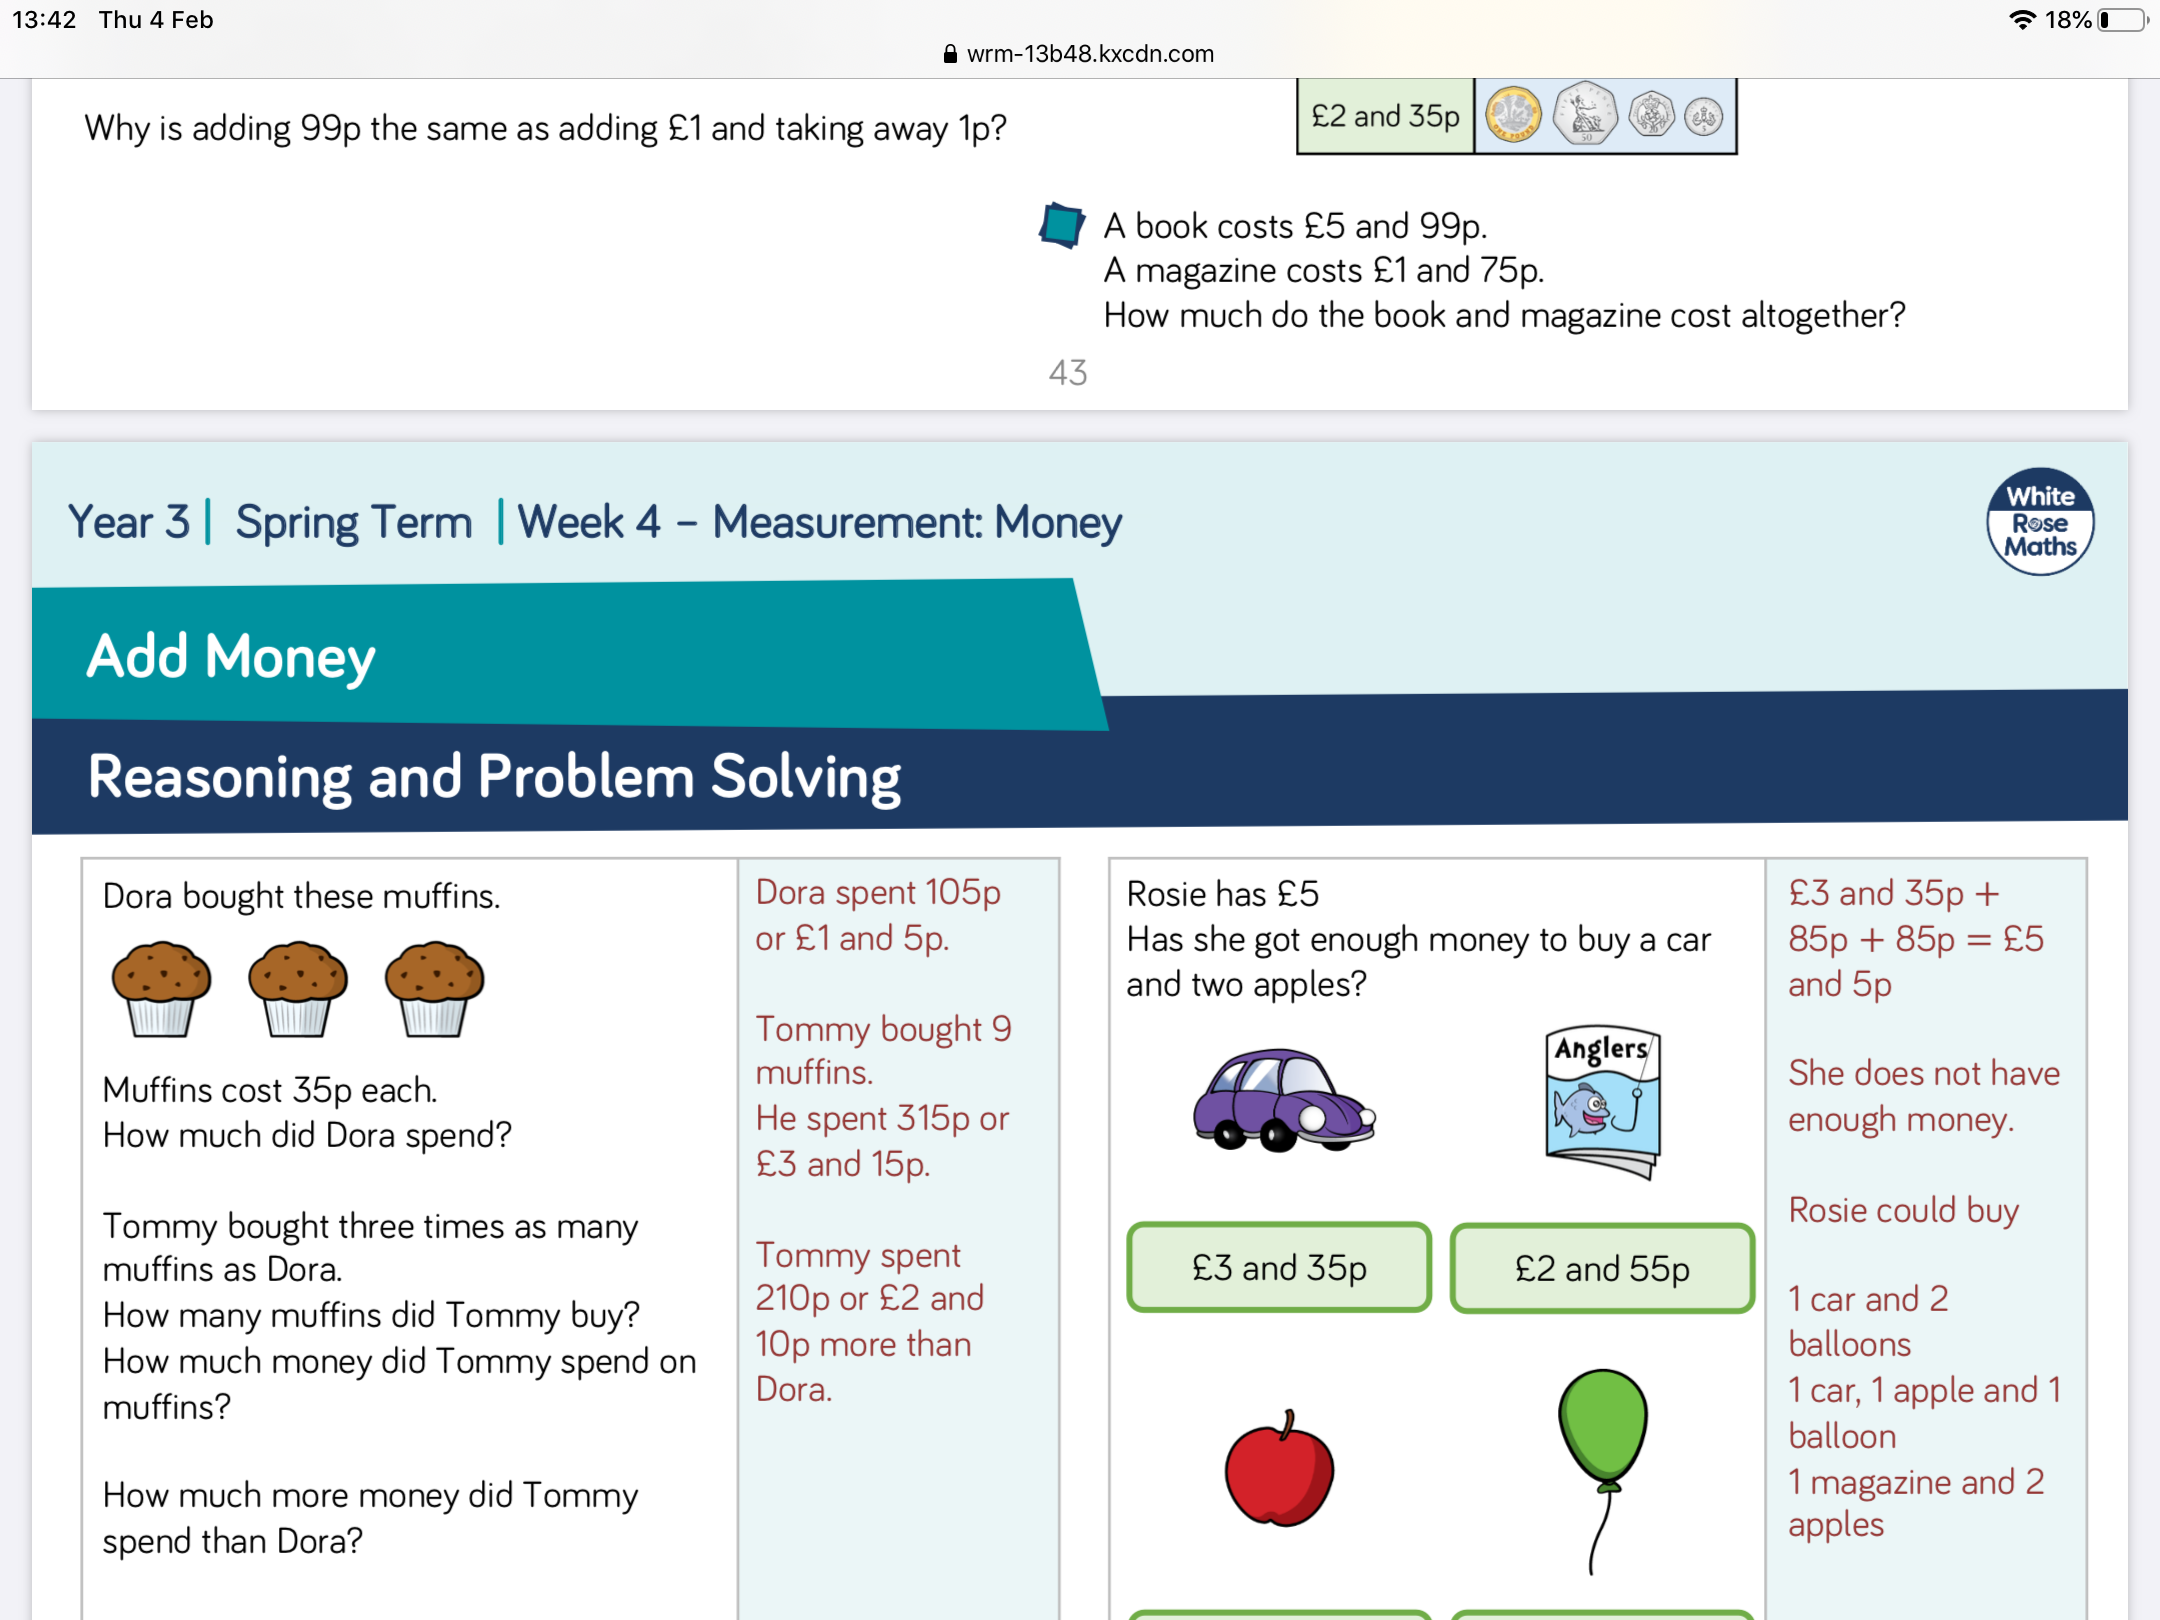 13:42 Thu 4 Feb
18%
wrm-13b48.kxcdn.com
Why is adding 99p the same as adding £1 and taking away 1p?
£2 and 35p
A book costs £5 and 99p.
A magazine costs £1 and 75p.
How much do the book and magazine cost altogether?
43
Year 3 | Spring Term | Week 4 – Measurement: Money
White
Rose
Maths
Add Money
Reasoning and Problem Solving
Dora bought these muffins.
Muffins cost 35p each.
How much did Dora spend?
Tommy bought three times as many
muffins as Dora.
How many muffins did Tommy buy?
How much money did Tommy spend on
muffins?
How much more money did Tommy
spend than Dora?
Dora spent 105p
or £1 and 5p.
Tommy bought 9
muffins.
He spent 315p or
£3 and 15p.
Tommy spent
210p or £2 and
10p more than
Dora.
Rosie has £5
Has she got enough money to buy a car
and two apples?
Anglers
£3 and 35p
£2 and 55p
£3 and 35p +
85p + 85p = £5
and 5p
She does not have
enough money.
Rosie could buy
1 car and 2
balloons
1 car, 1 apple and 1
balloon
1 magazine and 2
apples